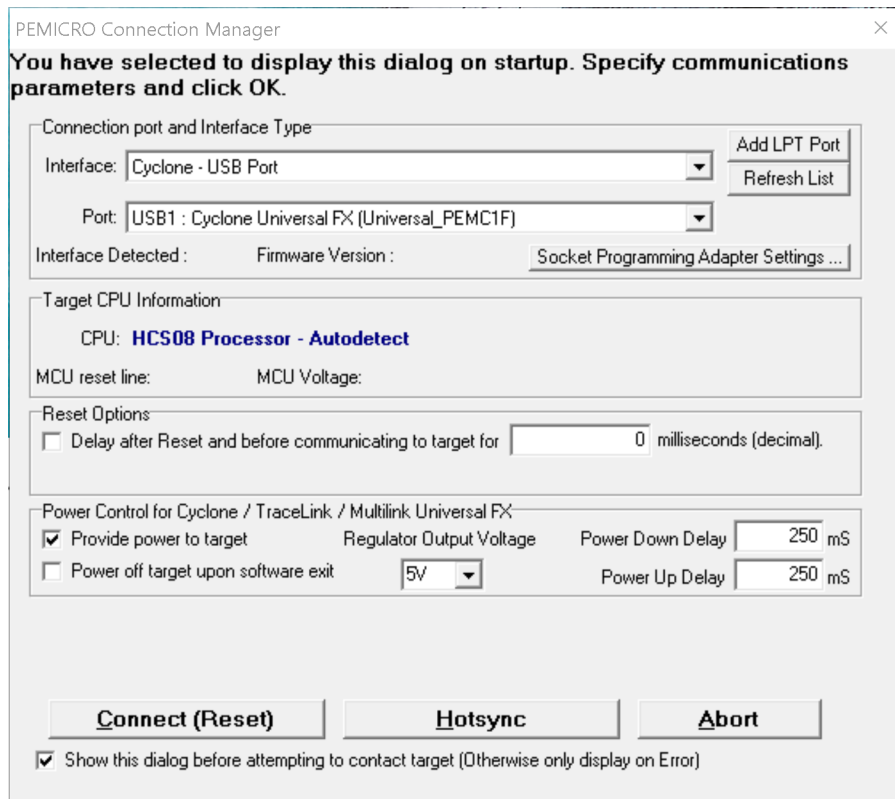 PEMICRO Connection Manager
You have selected to display this dialog on startup. Specify communications
parameters and click OK.
Connection port and Interface Type
Add LPT Port
Interface: Cyclone - USB Port
Refresh List
Port: USB1 : Cyclone Universal FX (Universal_PEMC1F)
Interface Detected : Firmware Version : Socket Programming Adapter Settings ...
Target CPU Information
CPU: HCS08 Processor - Autodetect
MCU reset line: MCU Voltage:
Reset Options
Delay after Reset and before communicating to target for 0 milliseconds (decimal).
Power Control for Cyclone / TraceLink / Multilink Universal FX
Provide power to target Regulator Output Voltage Power Down Delay 250 mS
Power off target upon software exit 5V Power Up Delay 250 mS
Connect (Reset) Hotsync Abort
Show this dialog before attempting to contact target (Otherwise only display on Error)